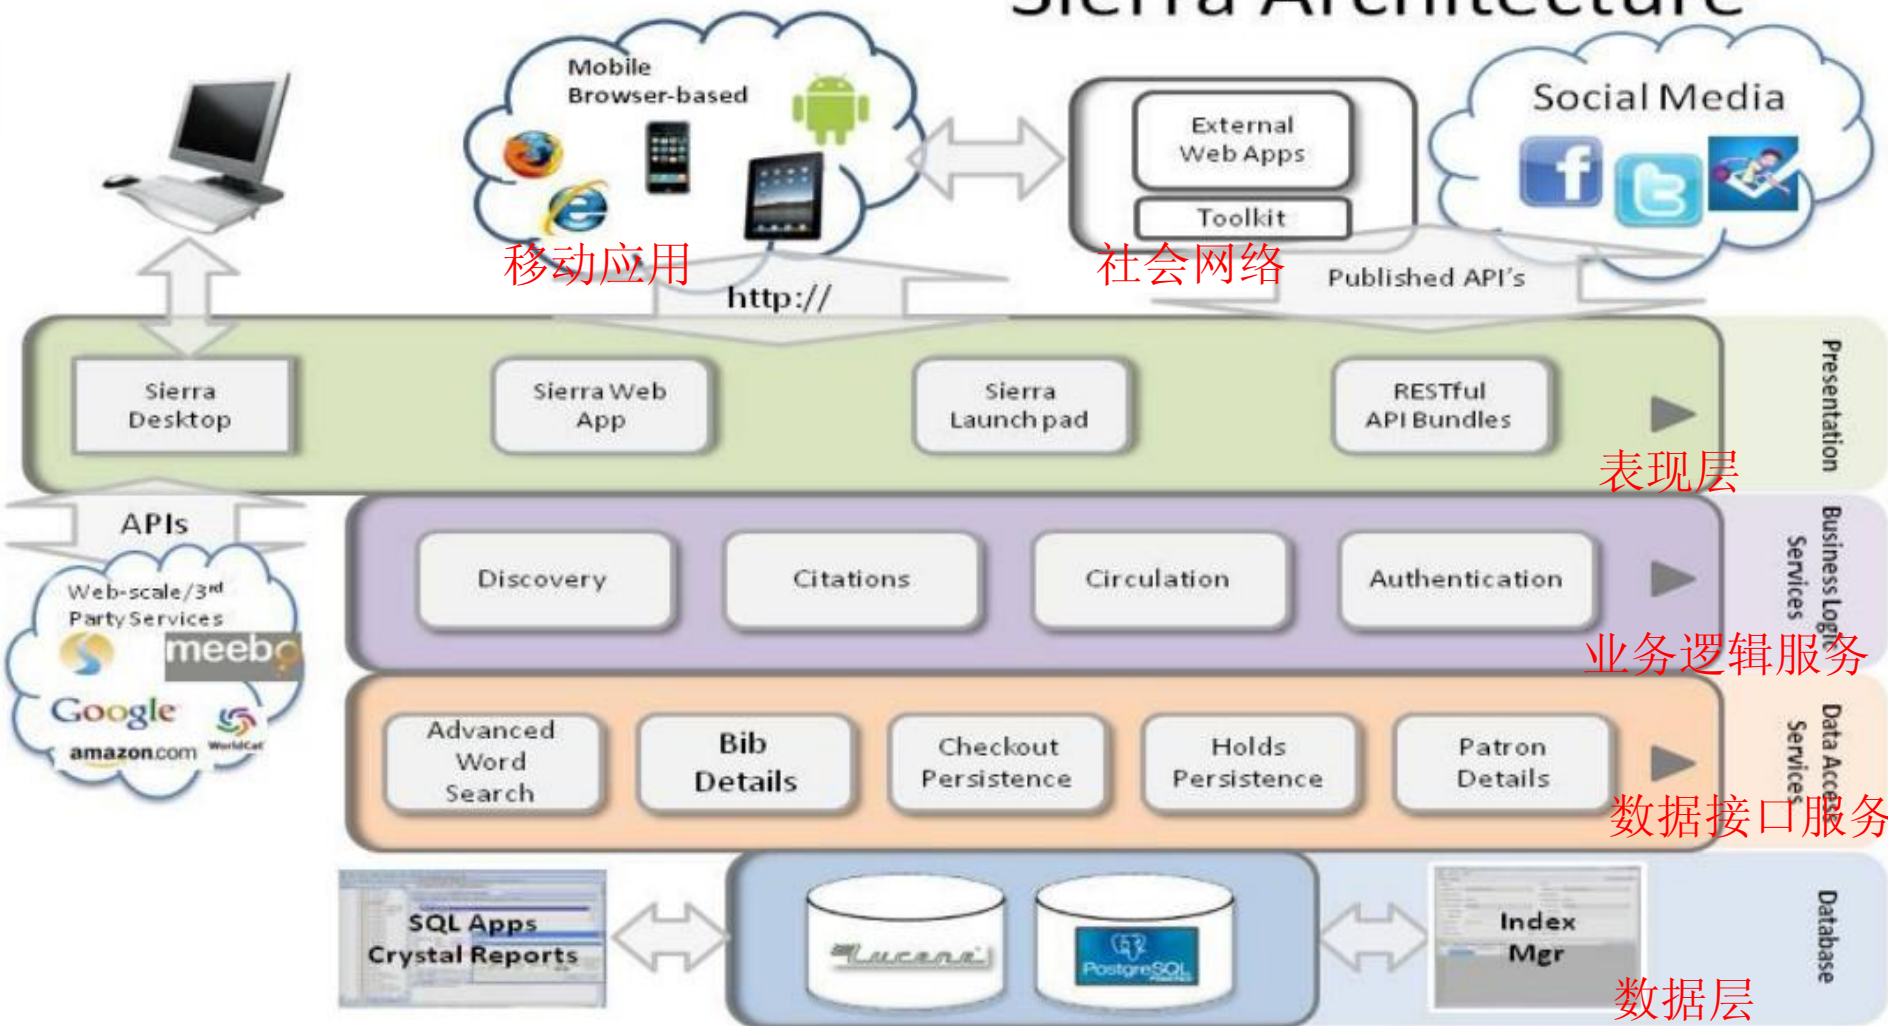 Sierra Architecture
Mobile
Browser-based
移动应用
External
Web Apps
Toolkit
社会网络
Social Media
http://
Published API's
Sierra
Desktop
Sierra Web
App
Sierra
Launch pad
RESTful
API Bundles
Presentation
表现层
APIs
Web-scale/3rd
Party Services
meebo
Google
amazon.com
WorldCat
Discovery
Citations
Circulation
Authentication
Business Logic
Services
业务逻辑服务
Advanced
Word
Search
Bib
Details
Checkout
Persistence
Holds
Persistence
Patron
Details
Data Access
Services
数据接口服务
SQL Apps
Crystal Reports
Lucene
PostgreSQL
Index
Mgr
Database
数据层